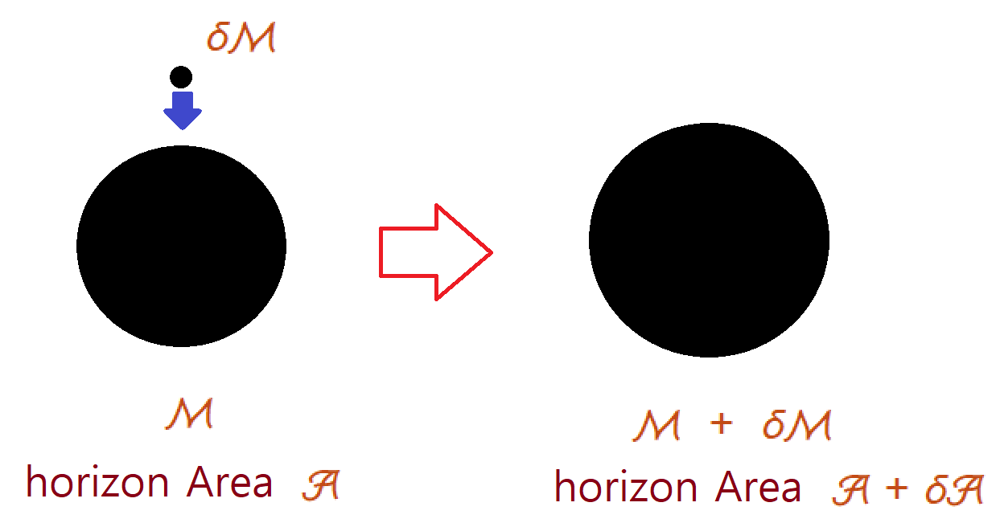 δℳ
ℳ
horizon Area 𝒜
ℳ + δℳ
horizon Area 𝒜 + δ𝒜